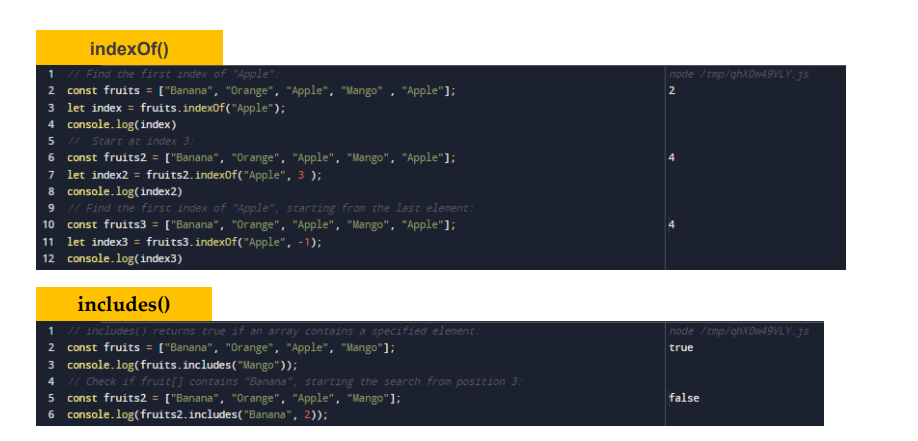 indexOf()
1 // Find the first index of "Apple": node /tmp/qhXOw49VLY.js
2 const fruits = ["Banana", "Orange", "Apple", "Mango" , "Apple"]; 2
3 let index = fruits.indexOf("Apple");
4 console.log(index)
5 //  Start at index 3:
6 const fruits2 = ["Banana", "Orange", "Apple", "Mango", "Apple"]; 4
7 let index2 = fruits2.indexOf("Apple", 3 );
8 console.log(index2)
9 // Find the first index of "Apple", starting from the last element:
10 const fruits3 = ["Banana", "Orange", "Apple", "Mango", "Apple"]; 4
11 let index3 = fruits3.indexOf("Apple", -1);
12 console.log(index3)
includes()
1 // includes() returns true if an array contains a specified element: node /tmp/qhXOw49VLY.js
2 const fruits = ["Banana", "Orange", "Apple", "Mango"]; true
3 console.log(fruits.includes("Mango"));
4 // Check if fruit[] contains "Banana", starting the search from position 3:
5 const fruits2 = ["Banana", "Orange", "Apple", "Mango"]; false
6 console.log(fruits2.includes("Banana", 2));